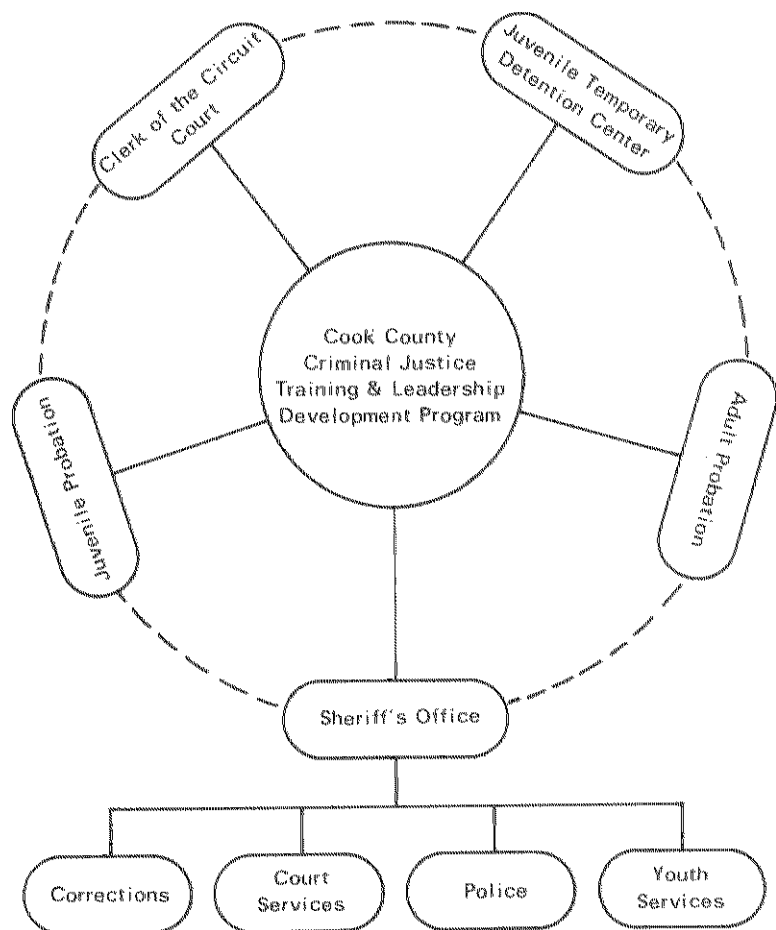 Clerk of the Circuit
Court
Juvenile Temporary
Detention Center
Cook County
Criminal Justice
Training & Leadership
Development Program
Juvenile Probation
Adult Probation
Sheriff's Office
Corrections
Court
Services
Police
Youth
Services